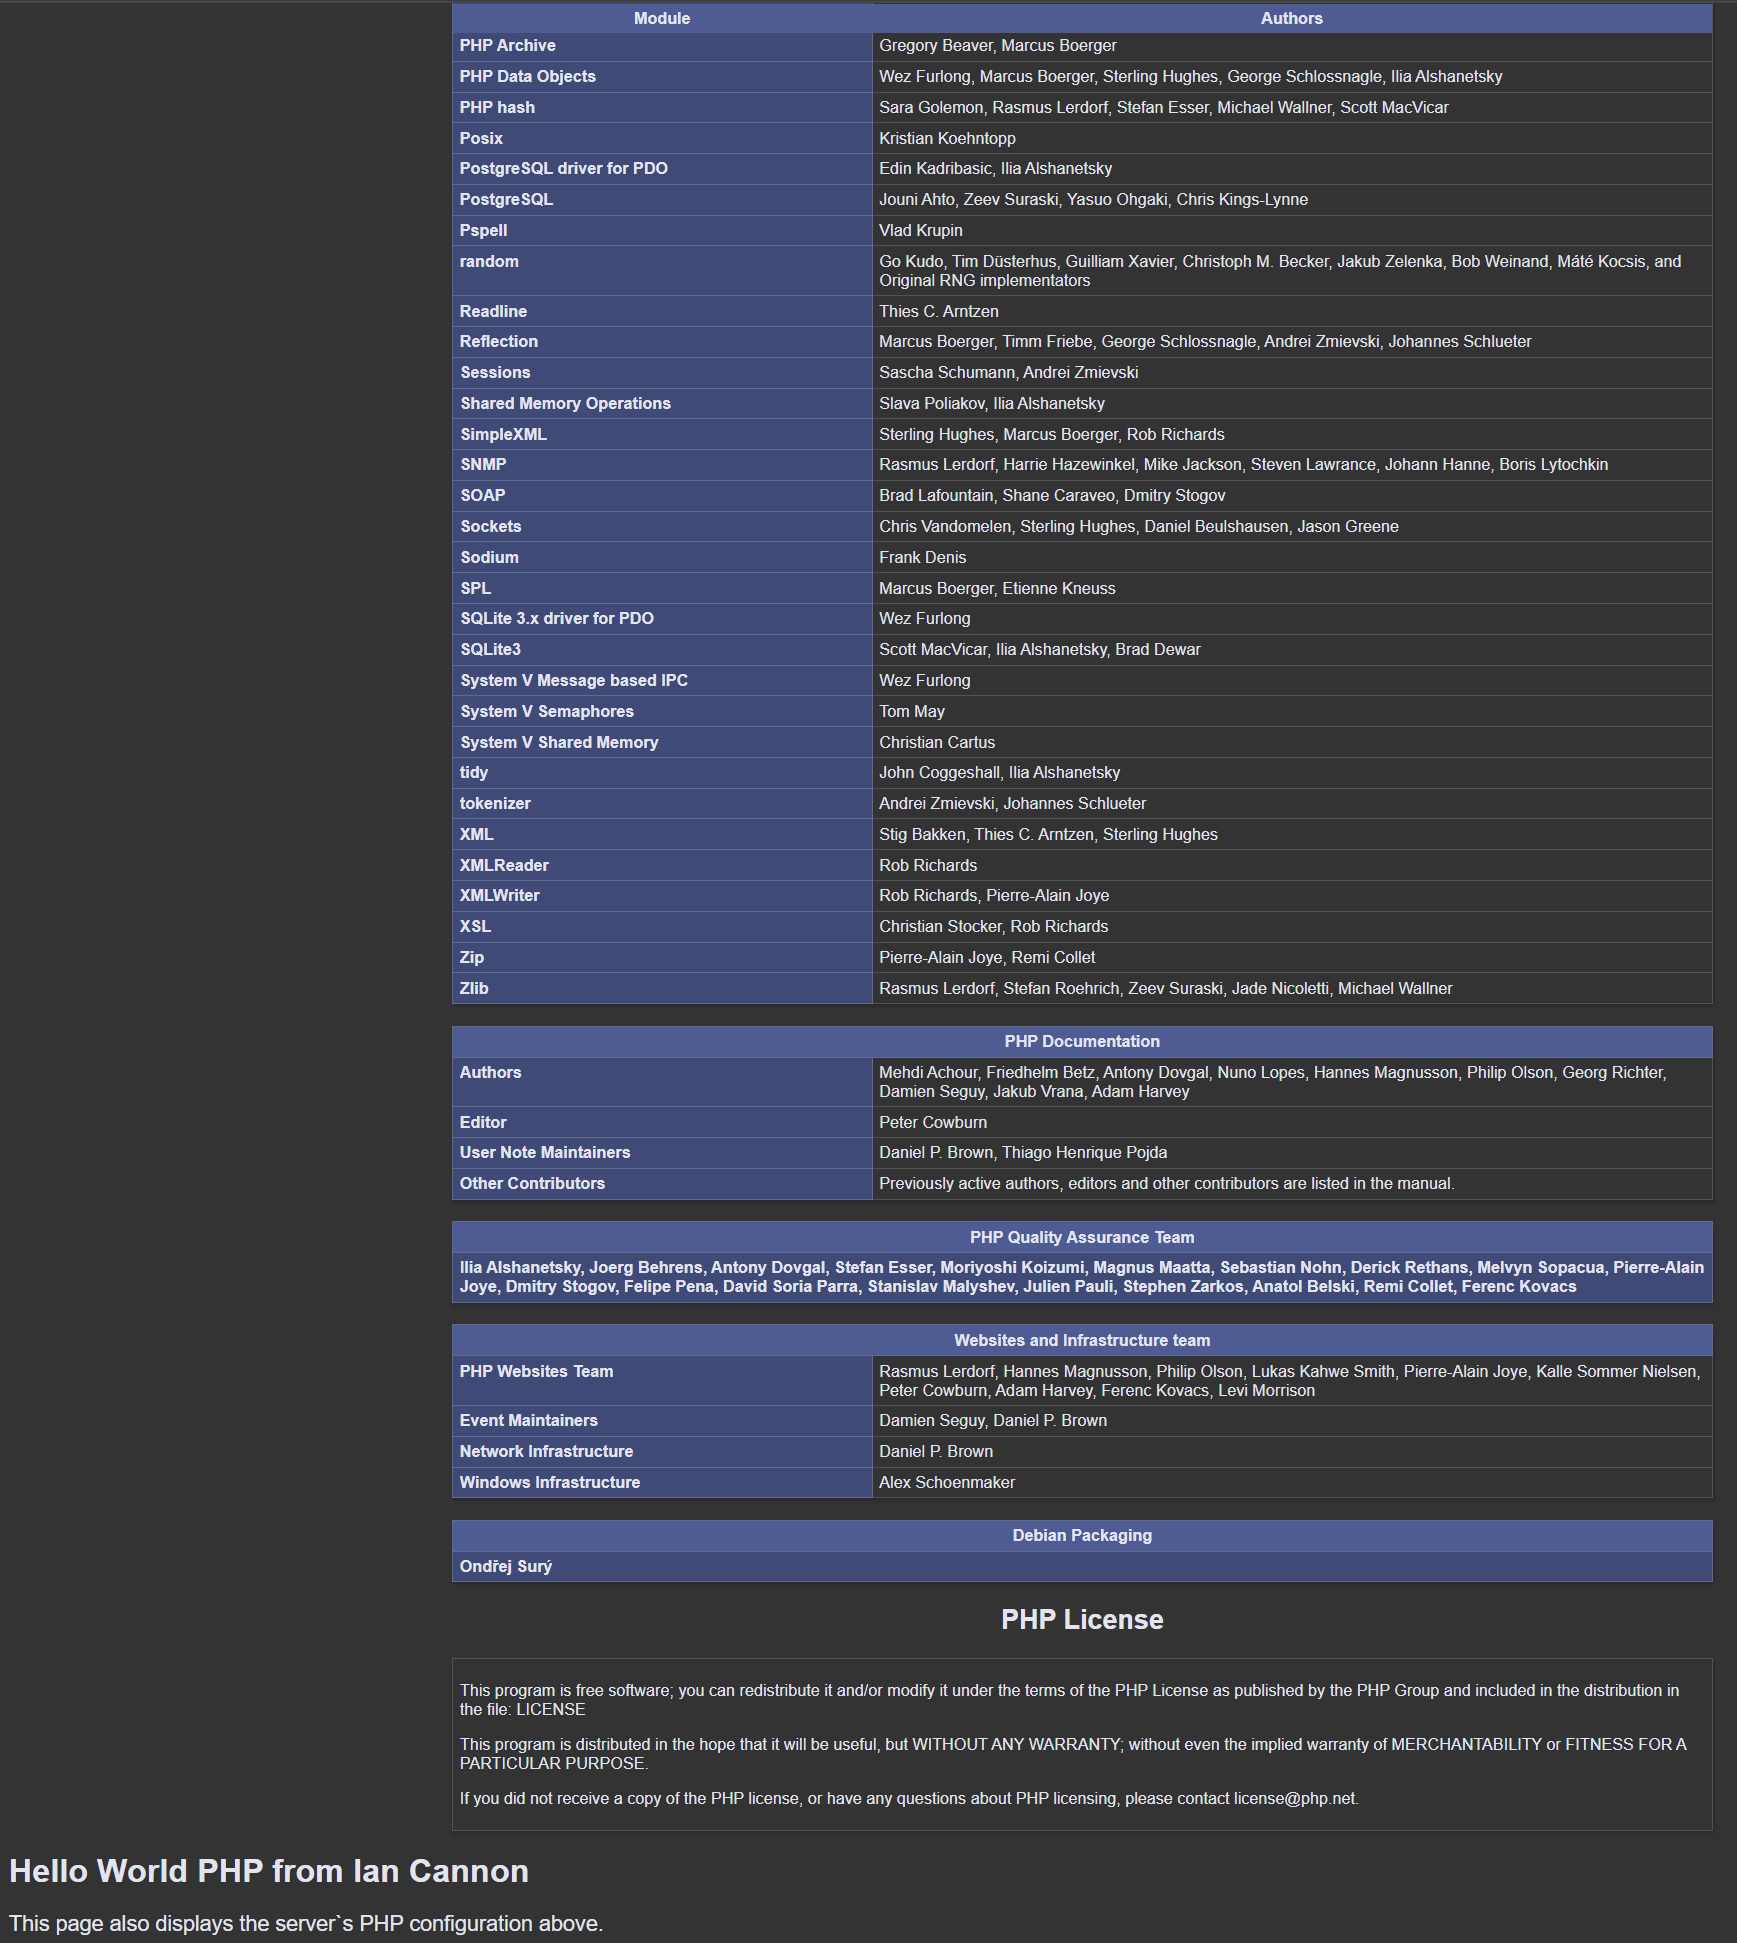 Module Authors
PHP Archive Gregory Beaver, Marcus Boerger
PHP Data Objects Wez Furlong, Marcus Boerger, Sterling Hughes, George Schlossnagle, Ilia Alshanetsky
PHP hash Sara Golemon, Rasmus Lerdorf, Stefan Esser, Michael Wallner, Scott MacVicar
Posix Kristian Koehntopp
PostgreSQL driver for PDO Edin Kadribasic, Ilia Alshanetsky
PostgreSQL Jouni Ahto, Zeev Suraski, Yasuo Ohgaki, Chris Kings-Lynne
Pspell Vlad Krupin
random Go Kudo, Tim Düsterhus, Guilliam Xavier, Christoph M. Becker, Jakub Zelenka, Bob Weinand, Máté Kocsis, and
Original RNG implementators
Readline Thies C. Arntzen
Reflection Marcus Boerger, Timm Friebe, George Schlossnagle, Andrei Zmievski, Johannes Schlueter
Sessions Sascha Schumann, Andrei Zmievski
Shared Memory Operations Slava Poliakov, Ilia Alshanetsky
SimpleXML Sterling Hughes, Marcus Boerger, Rob Richards
SNMP Rasmus Lerdorf, Harrie Hazewinkel, Mike Jackson, Steven Lawrance, Johann Hanne, Boris Lytochkin
SOAP Brad Lafountain, Shane Caraveo, Dmitry Stogov
Sockets Chris Vandomelen, Sterling Hughes, Daniel Beulshausen, Jason Greene
Sodium Frank Denis
SPL Marcus Boerger, Etienne Kneuss
SQLite 3.x driver for PDO Wez Furlong
SQLite3 Scott MacVicar, Ilia Alshanetsky, Brad Dewar
System V Message based IPC Wez Furlong
System V Semaphores Tom May
System V Shared Memory Christian Cartus
tidy John Coggeshall, Ilia Alshanetsky
tokenizer Andrei Zmievski, Johannes Schlueter
XML Stig Bakken, Thies C. Arntzen, Sterling Hughes
XMLReader Rob Richards
XMLWriter Rob Richards, Pierre-Alain Joye
XSL Christian Stocker, Rob Richards
Zip Pierre-Alain Joye, Remi Collet
Zlib Rasmus Lerdorf, Stefan Roehrich, Zeev Suraski, Jade Nicoletti, Michael Wallner
PHP Documentation
Authors Mehdi Achour, Friedhelm Betz, Antony Dovgal, Nuno Lopes, Hannes Magnusson, Philip Olson, Georg Richter,
Damien Seguy, Jakub Vrana, Adam Harvey
Editor Peter Cowburn
User Note Maintainers Daniel P. Brown, Thiago Henrique Pojda
Other Contributors Previously active authors, editors and other contributors are listed in the manual.
PHP Quality Assurance Team
Ilia Alshanetsky, Joerg Behrens, Antony Dovgal, Stefan Esser, Moriyoshi Koizumi, Magnus Maatta, Sebastian Nohn, Derick Rethans, Melvyn Sopacua, Pierre-Alain
Joye, Dmitry Stogov, Felipe Pena, David Soria Parra, Stanislav Malyshev, Julien Pauli, Stephen Zarkos, Anatol Belski, Remi Collet, Ferenc Kovacs
Websites and Infrastructure team
PHP Websites Team Rasmus Lerdorf, Hannes Magnusson, Philip Olson, Lukas Kahwe Smith, Pierre-Alain Joye, Kalle Sommer Nielsen,
Peter Cowburn, Adam Harvey, Ferenc Kovacs, Levi Morrison
Event Maintainers Damien Seguy, Daniel P. Brown
Network Infrastructure Daniel P. Brown
Windows Infrastructure Alex Schoenmaker
Debian Packaging
Ondřej Surý
PHP License
This program is free software; you can redistribute it and/or modify it under the terms of the PHP License as published by the PHP Group and included in the distribution in
the file: LICENSE
This program is distributed in the hope that it will be useful, but WITHOUT ANY WARRANTY; without even the implied warranty of MERCHANTABILITY or FITNESS FOR A
PARTICULAR PURPOSE.
If you did not receive a copy of the PHP license, or have any questions about PHP licensing, please contact license@php.net.
Hello World PHP from Ian Cannon
This page also displays the server`s PHP configuration above.